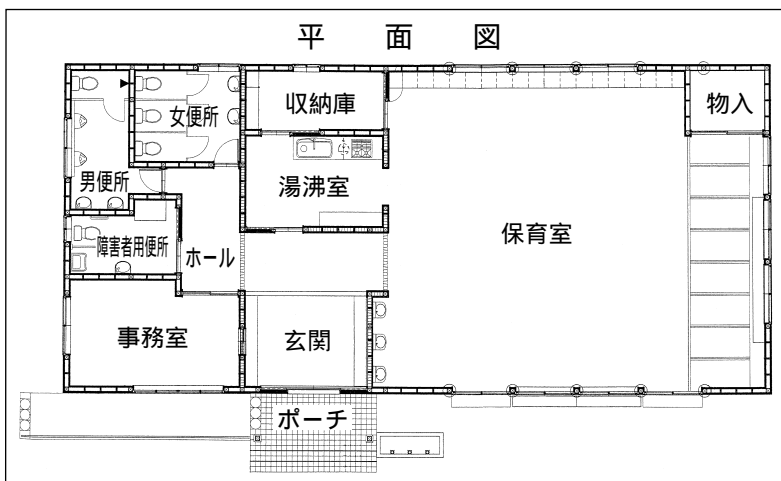 平面図
収納庫
物入
女便所
湯沸室
男便所
保育室
障害者用便所
ホール
事務室
玄関
ポーチ